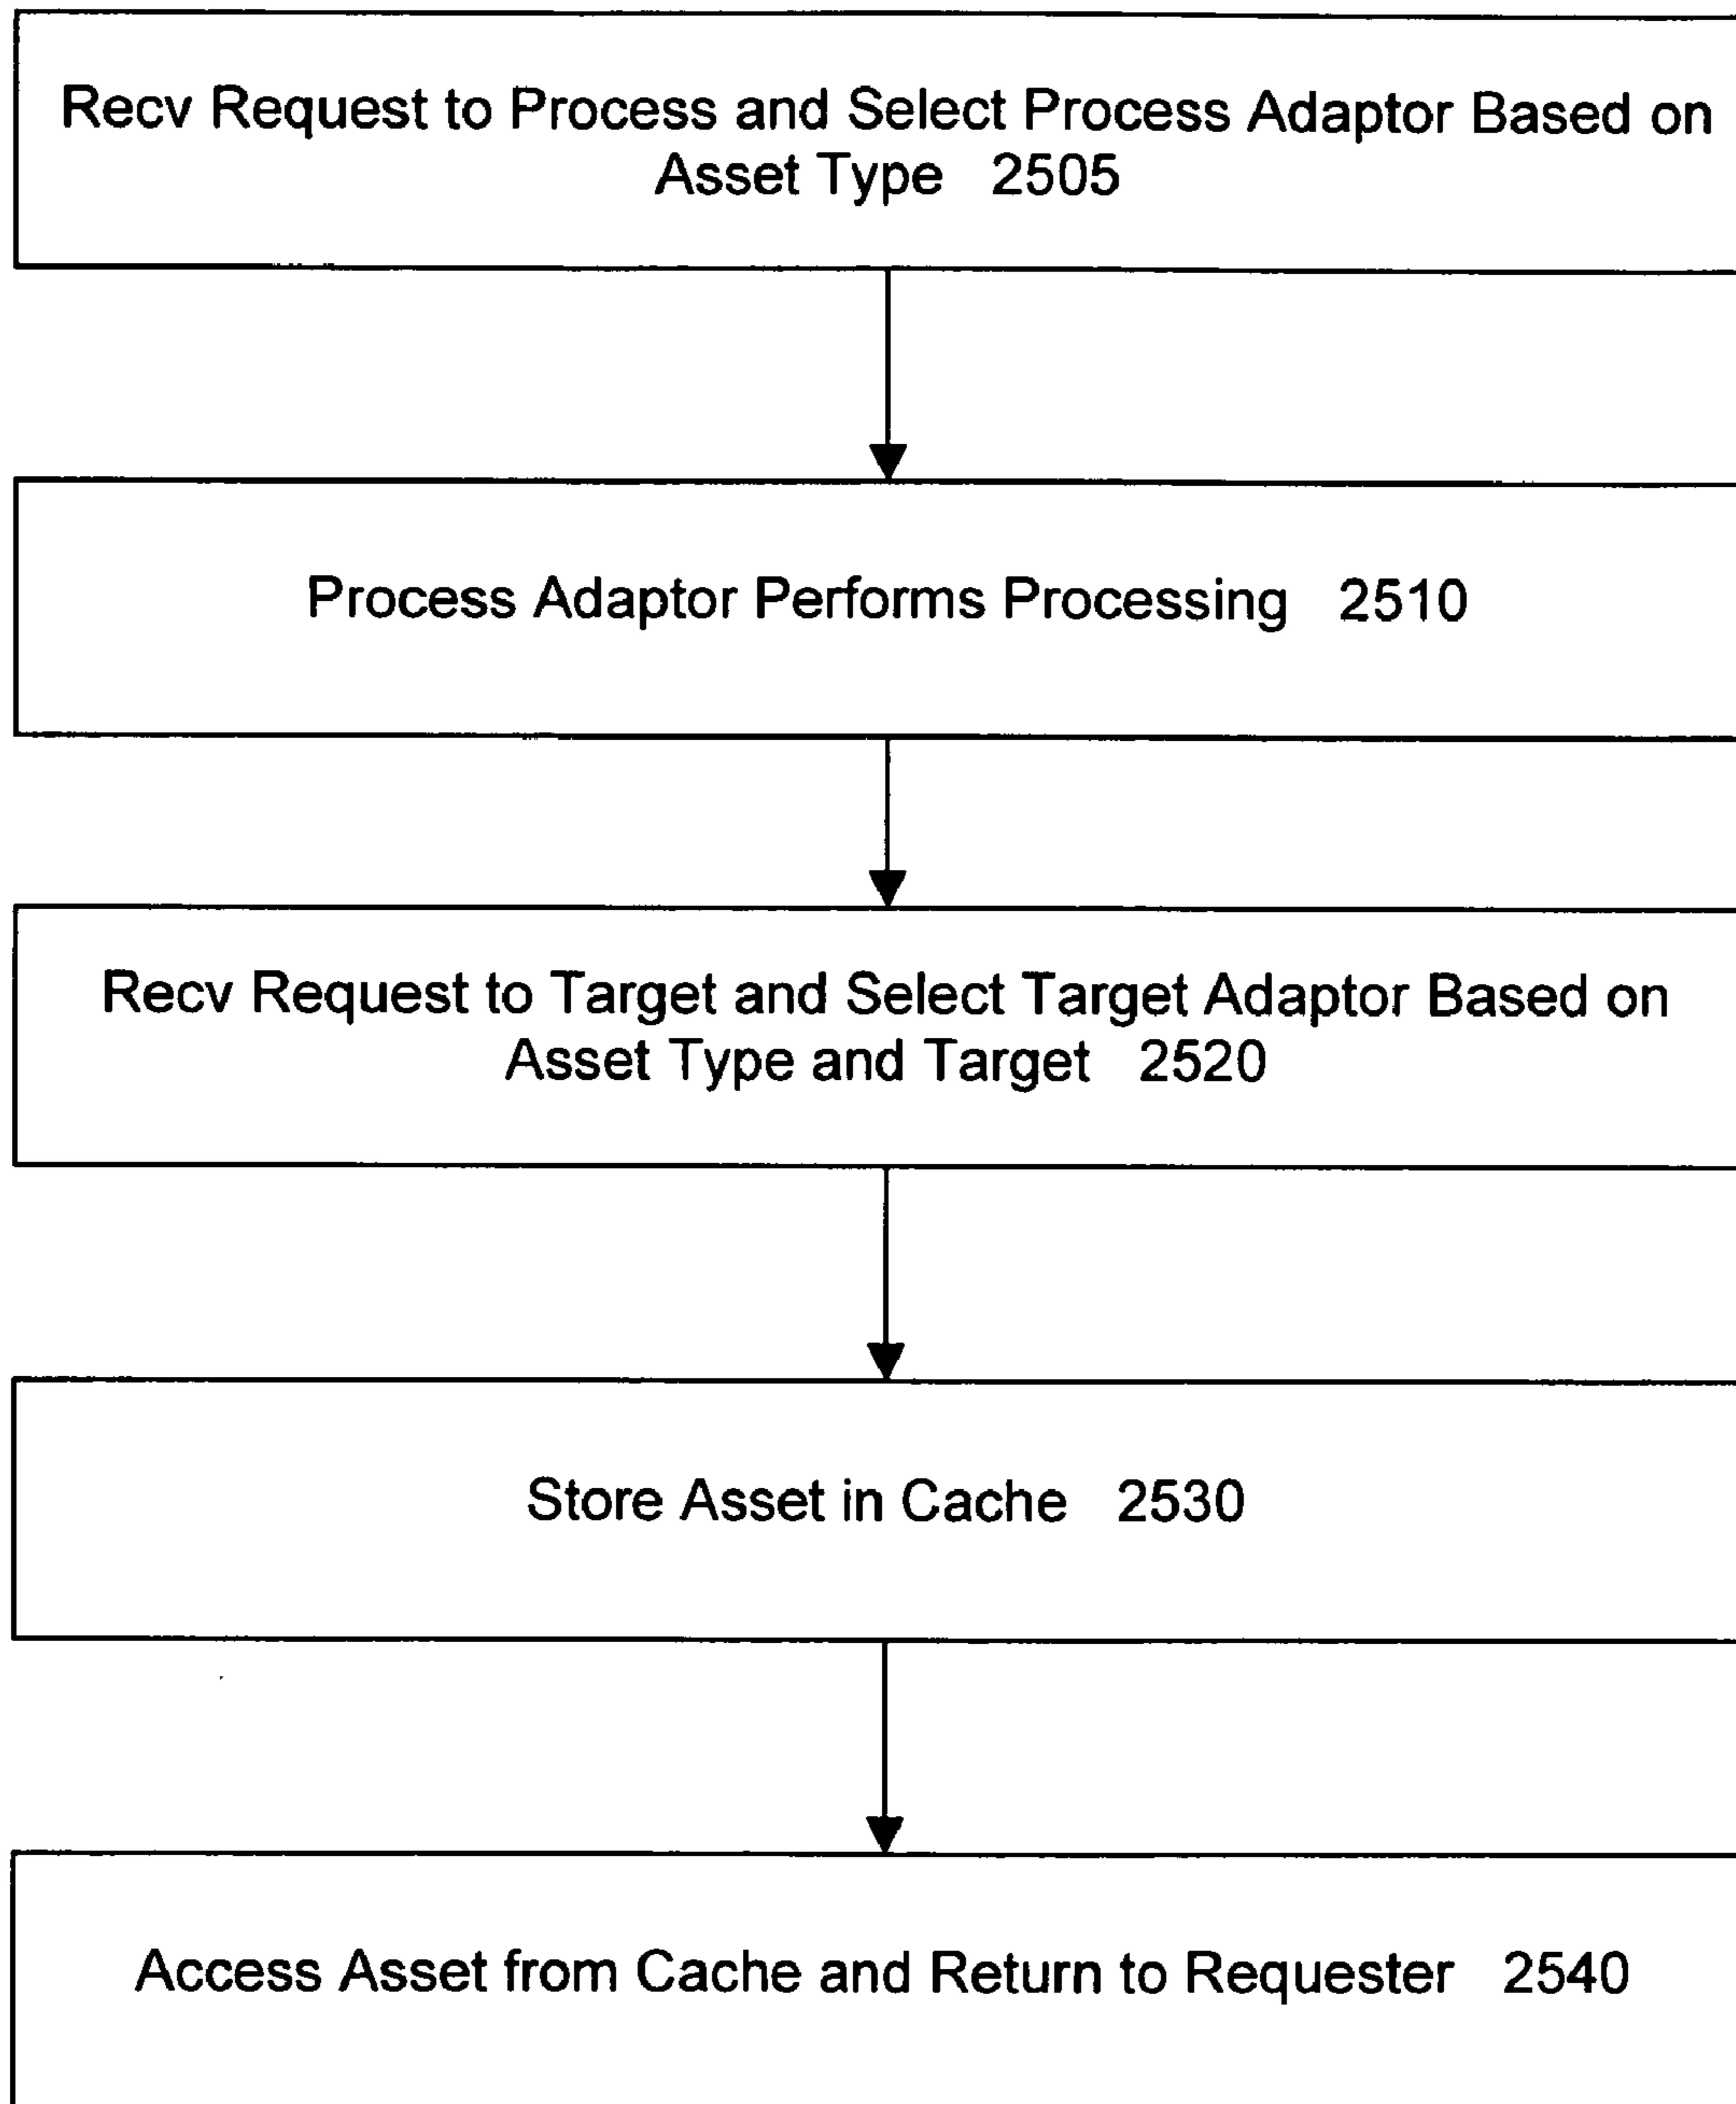 Recv Request to Process and Select Process Adaptor Based on
Asset Type 2505
Process Adaptor Performs Processing 2510
Recv Request to Target and Select Target Adaptor Based on
Asset Type and Target 2520
Store Asset in Cache 2530
Access Asset from Cache and Return to Requester 2540